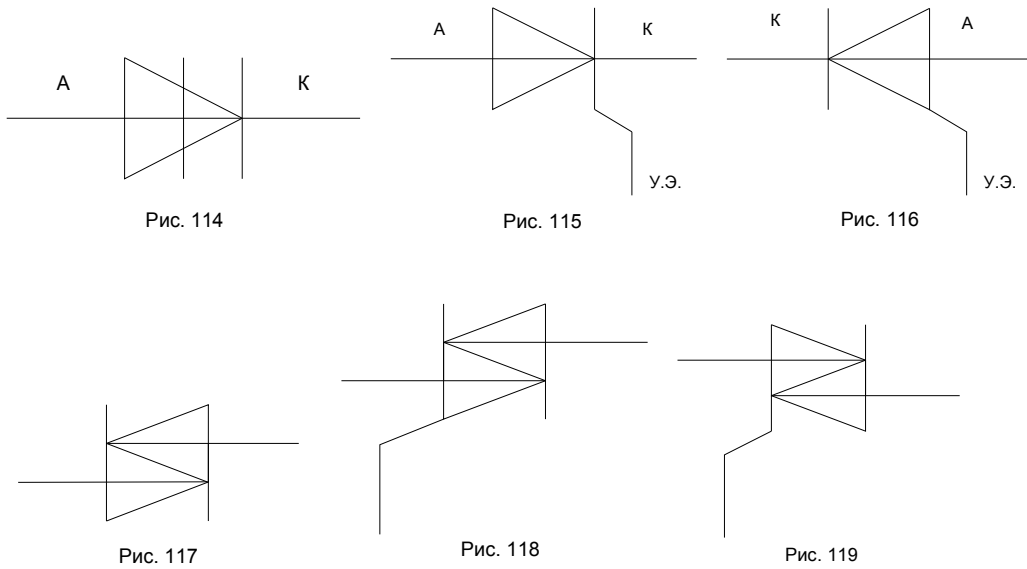 А
К
Рис. 114
А
К
У.Э.
Рис. 115
К
А
У.Э.
Рис. 116
Рис. 117
Рис. 118
Рис. 119